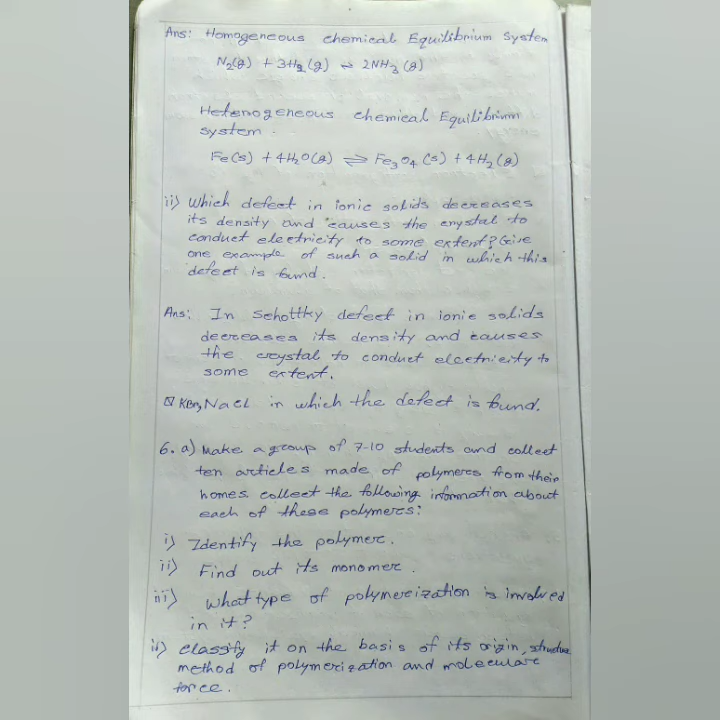 Ans: Homogeneous chemical Equilibrium system
N₂(g) + 3H₂(g) ⇌ 2NH₃(g)
Heterogeneous chemical Equilibrium
system.
Fe(s) + 4H₂O(g) ⇌ Fe₃O₄(s) + 4H₂(g)
ii) Which defect in ionic solids decreases
its density and causes the crystal to
conduct electricity to some extent? Give
one example of such a solid in which this
defect is found.
Ans: In Schottky defect in ionic solids
decreases its density and causes
the crystal to conduct electricity to
some extent.
KBr, NaCl in which the defect is found.
6. a) Make a group of 7-10 students and collect
ten articles made of polymers from their
homes. collect the following information about
each of these polymers:
i) Identify the polymer.
ii) Find out its monomer.
iii) What type of polymerization is involved
in it?
iv) classify it on the basis of its origin, structure
method of polymerization and molecular
force.